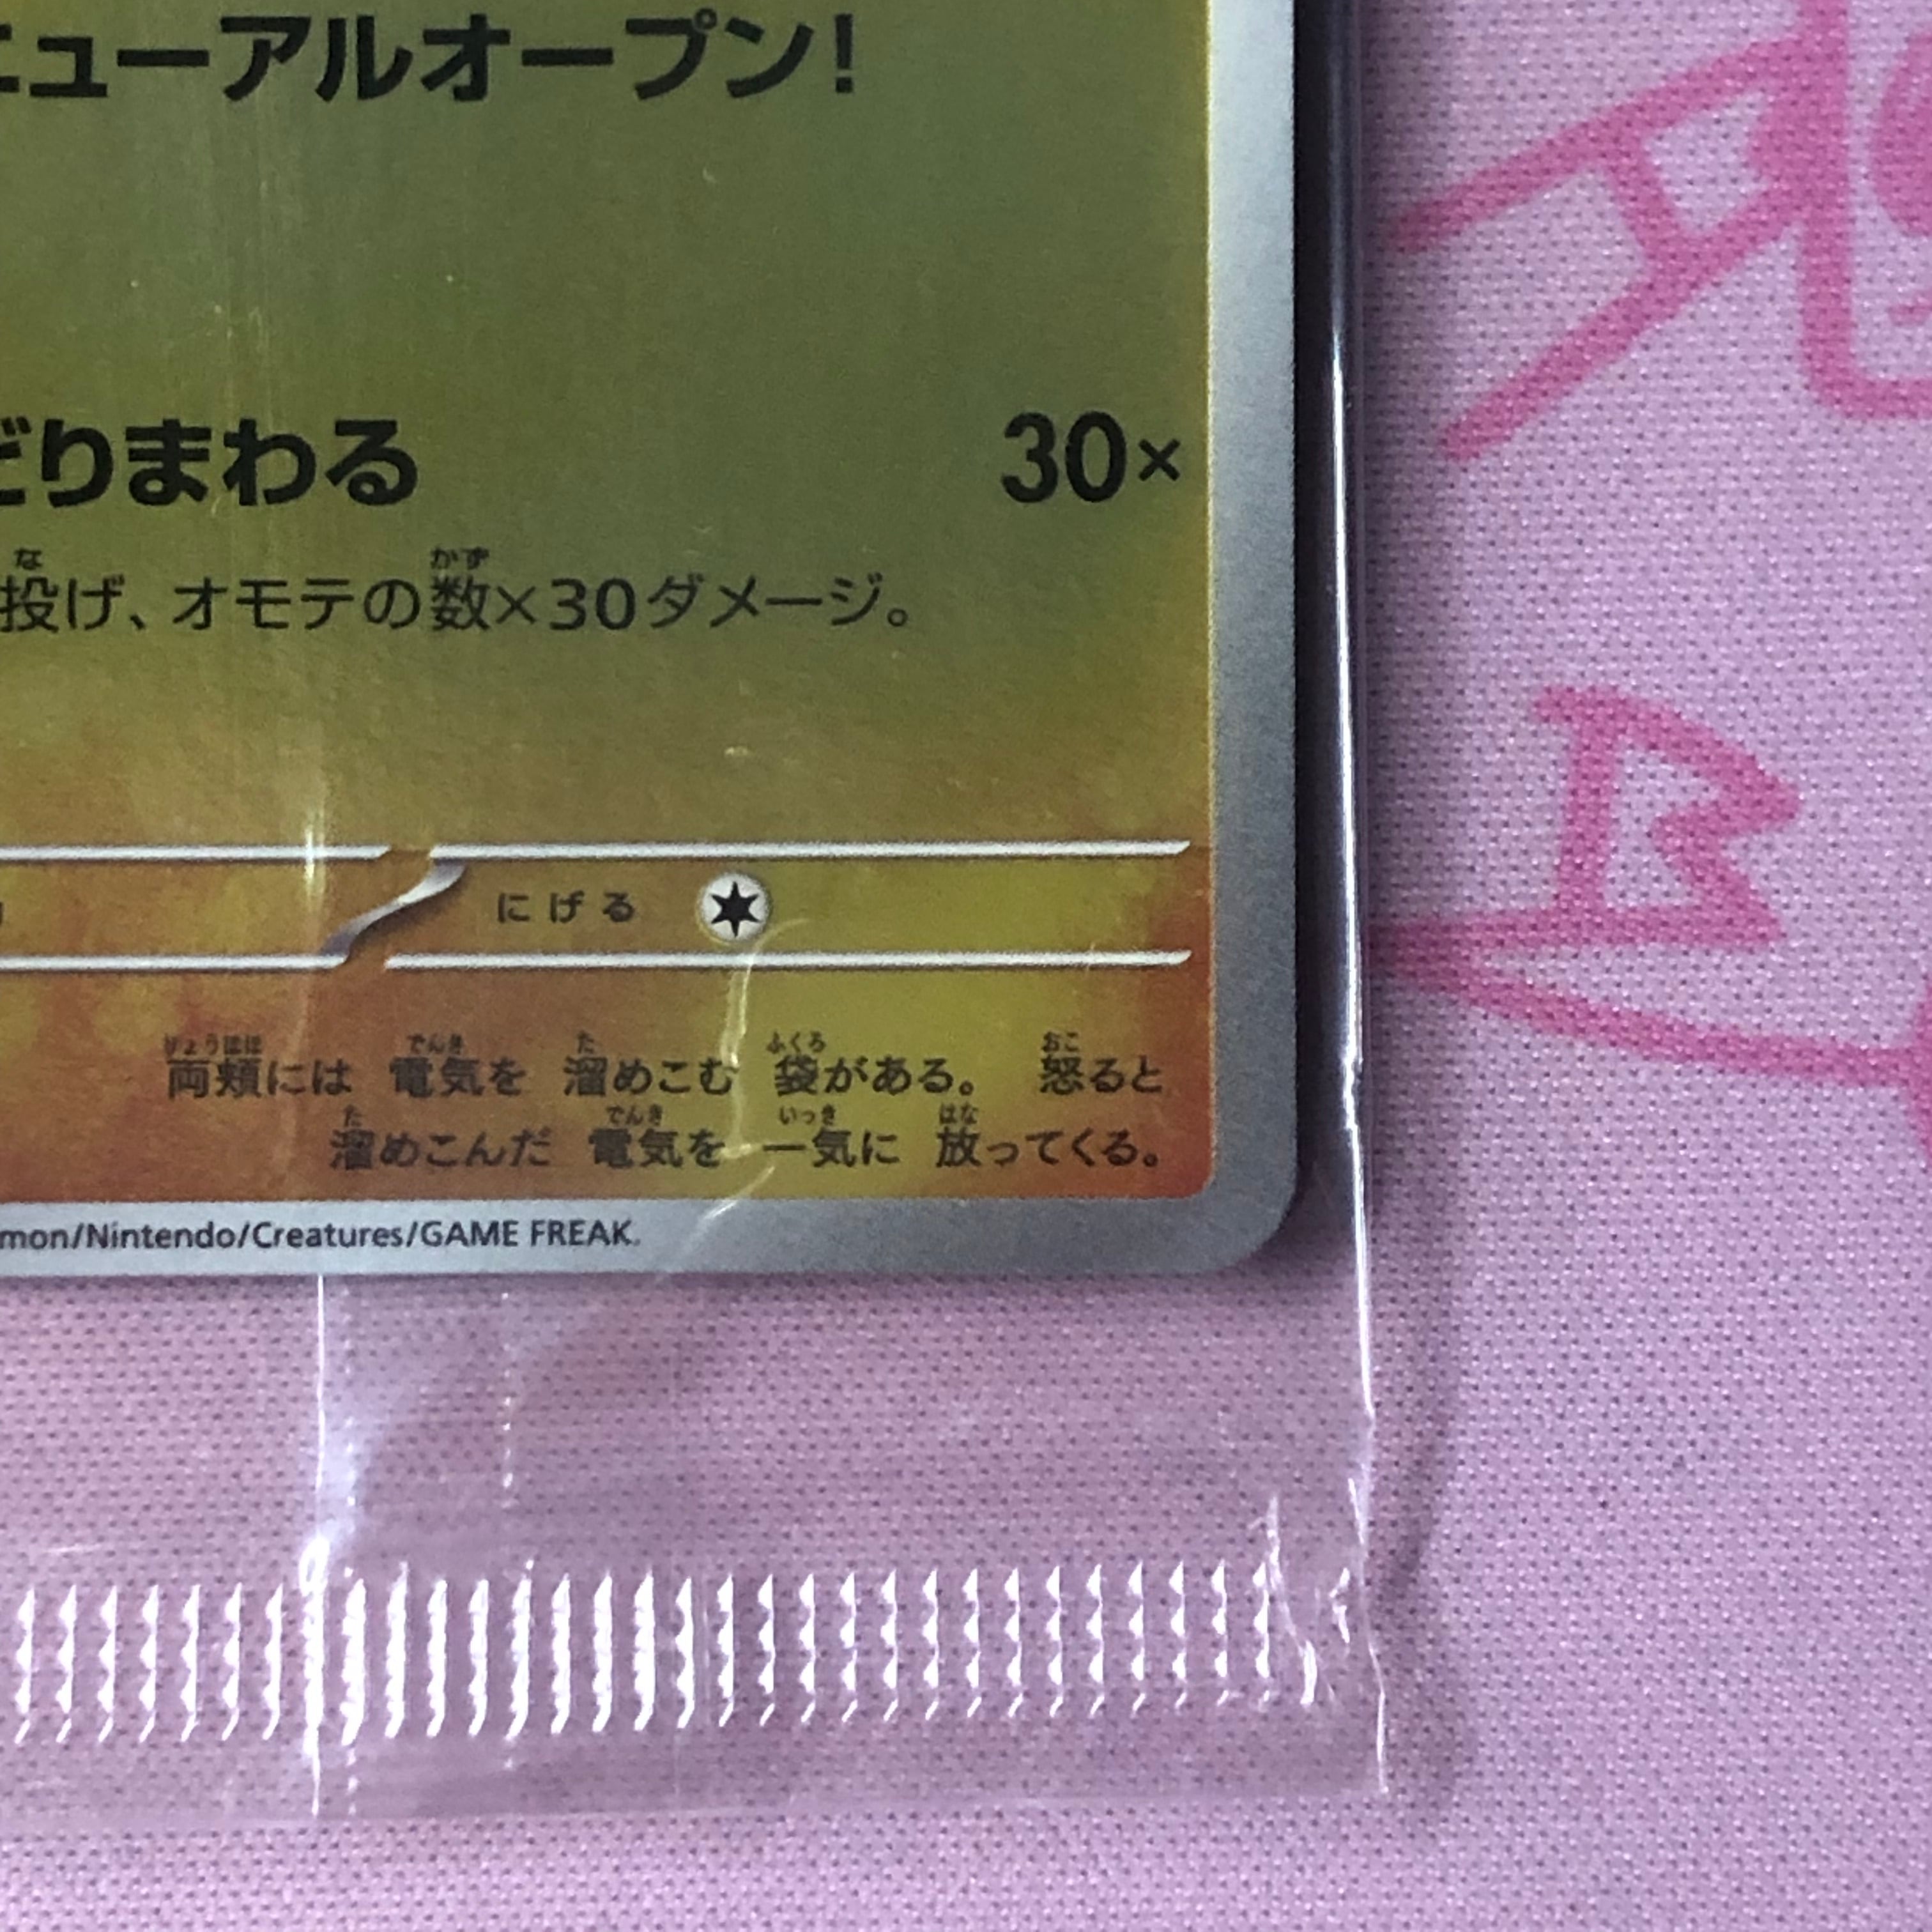 ニューアルオープン!
どりまわる 30×
投げ、オモテの数×30ダメージ。
にげる
両頬には 電気を 溜めこむ 袋がある。 怒ると
溜めこんだ 電気を 一気に 放ってくる。
mon/Nintendo/Creatures/GAME FREAK.